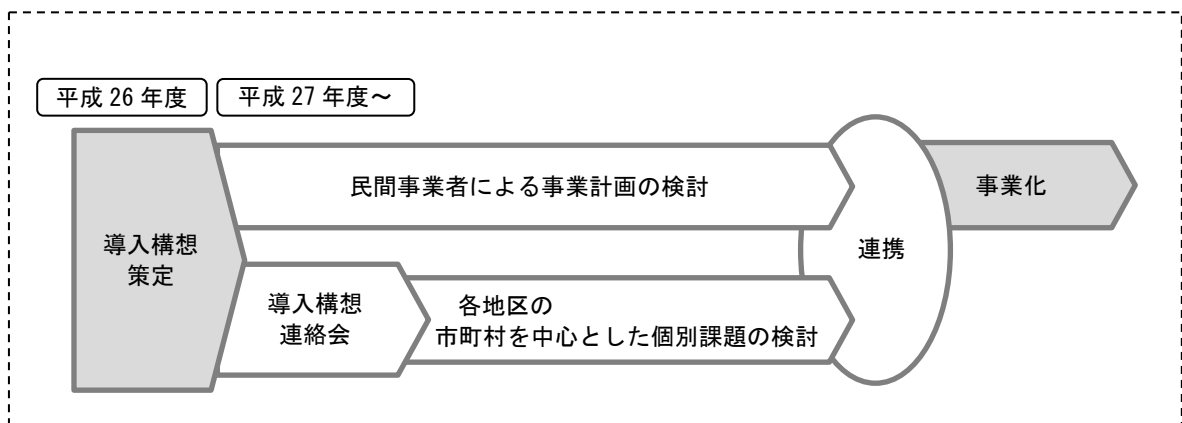 平成 26 年度
平成 27 年度～
導入構想
策定
民間事業者による事業計画の検討
導入構想
連絡会
各地区の
市町村を中心とした個別課題の検討
連携
事業化